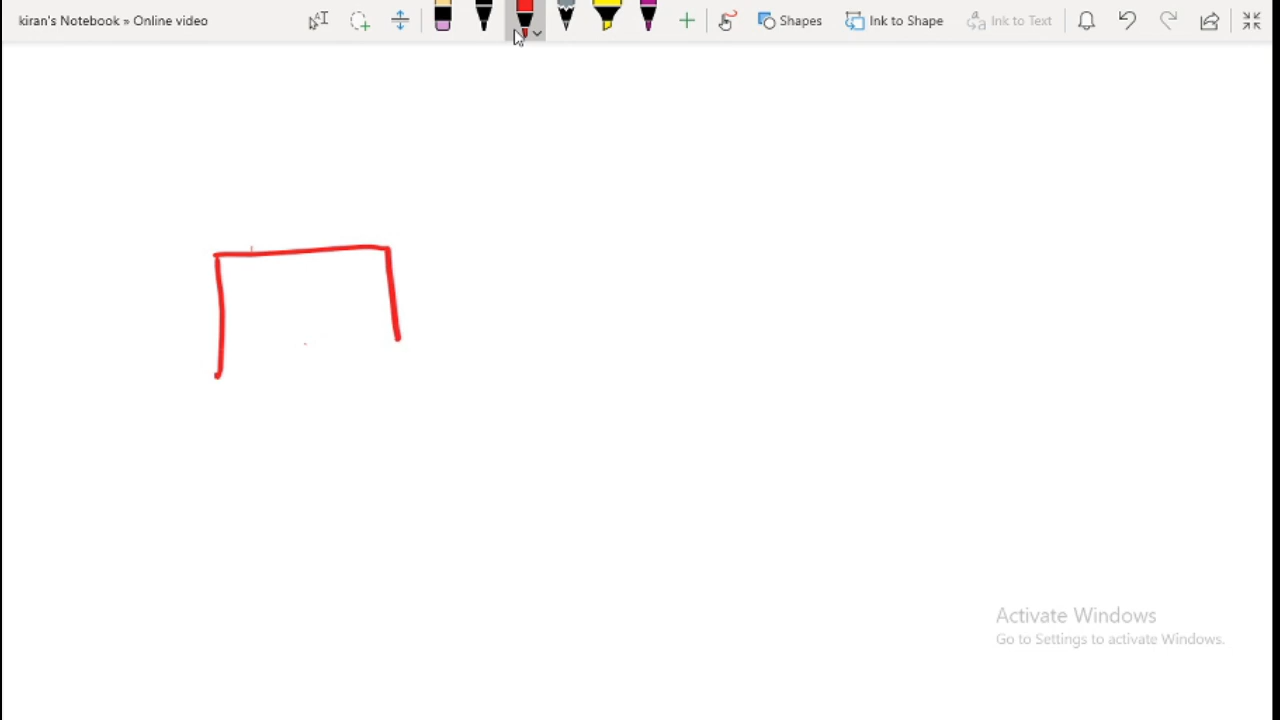 kiran's Notebook » Online video
Shapes
Ink to Shape
Ink to Text
Activate Windows
Go to Settings to activate Windows.